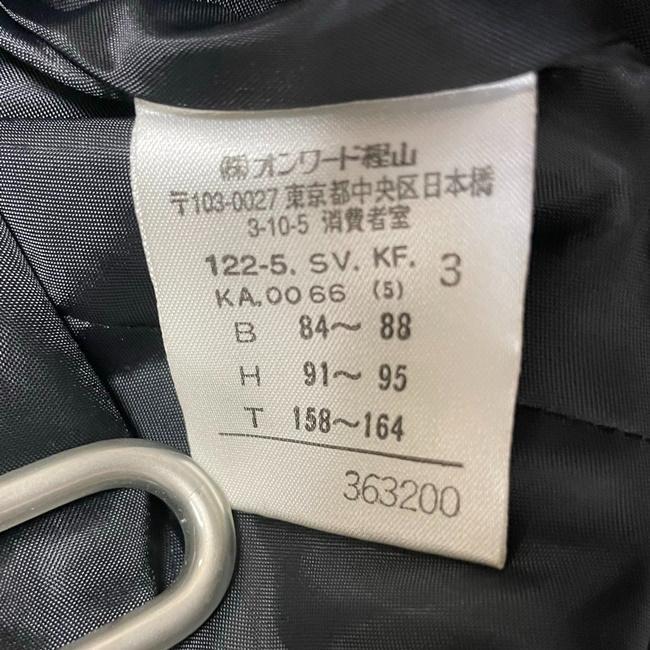 ㈱オンワード樫山
〒103-0027 東京都中央区日本橋
3-10-5 消費者室
122-5. SV. KF. 3
KA.0066 (5)
B 84~ 88
H 91~ 95
T 158~164
363200